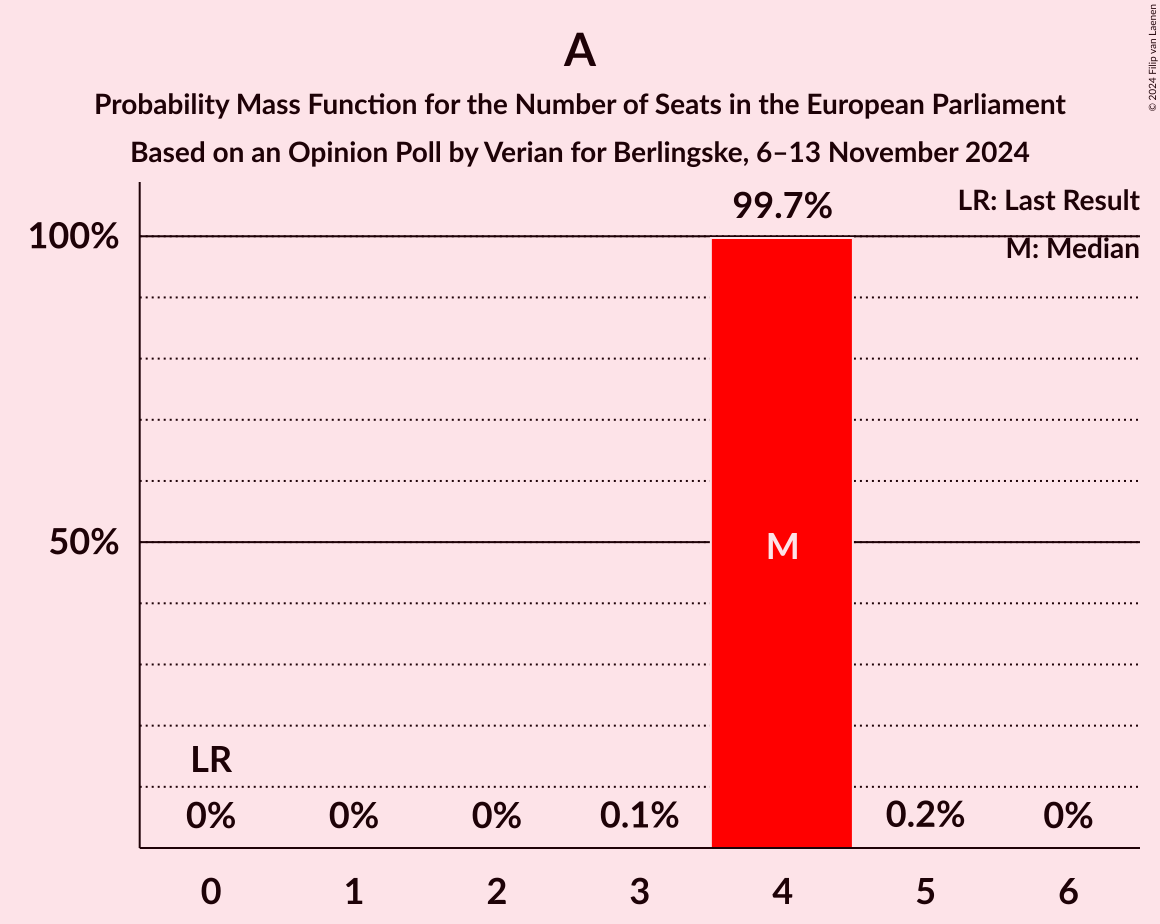 A
Probability Mass Function for the Number of Seats in the European Parliament
Based on an Opinion Poll by Verian for Berlingske, 6–13 November 2024
© 2024 Filip van Laenen
LR: Last Result
M: Median
99.7%
100%
50%
M
LR
0% 0% 0% 0.1% 0.2% 0%
0 1 2 3 4 5 6